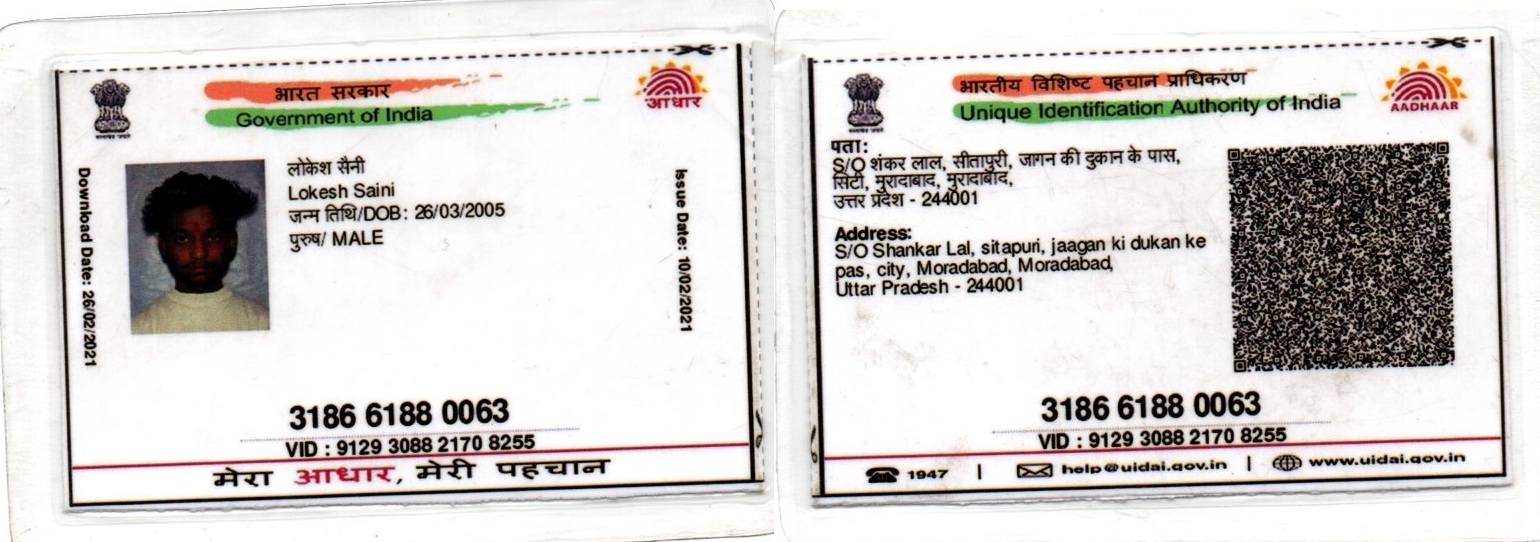 भारत सरकार
Government of India
आधार
Download Date: 26/02/2021
लोकेश सैनी
Lokesh Saini
जन्म तिथि/DOB: 26/03/2005
पुरुष/ MALE
Issue Date: 10/02/2021
3186 6188 0063
VID : 9129 3088 2170 8255
मेरा आधार, मेरी पहचान
भारतीय विशिष्ट पहचान प्राधिकरण
Unique Identification Authority of India
AADHAAR
पता:
S/O शंकर लाल, सीतापुरी, जागन की दुकान के पास,
सिटी, मुरादाबाद, मुरादाबाद,
उत्तर प्रदेश - 244001
Address:
S/O Shankar Lal, sitapuri, jaagan ki dukan ke
pas, city, Moradabad, Moradabad,
Uttar Pradesh - 244001
3186 6188 0063
VID : 9129 3088 2170 8255
1947 | help@uidai.gov.in | www.uidai.gov.in